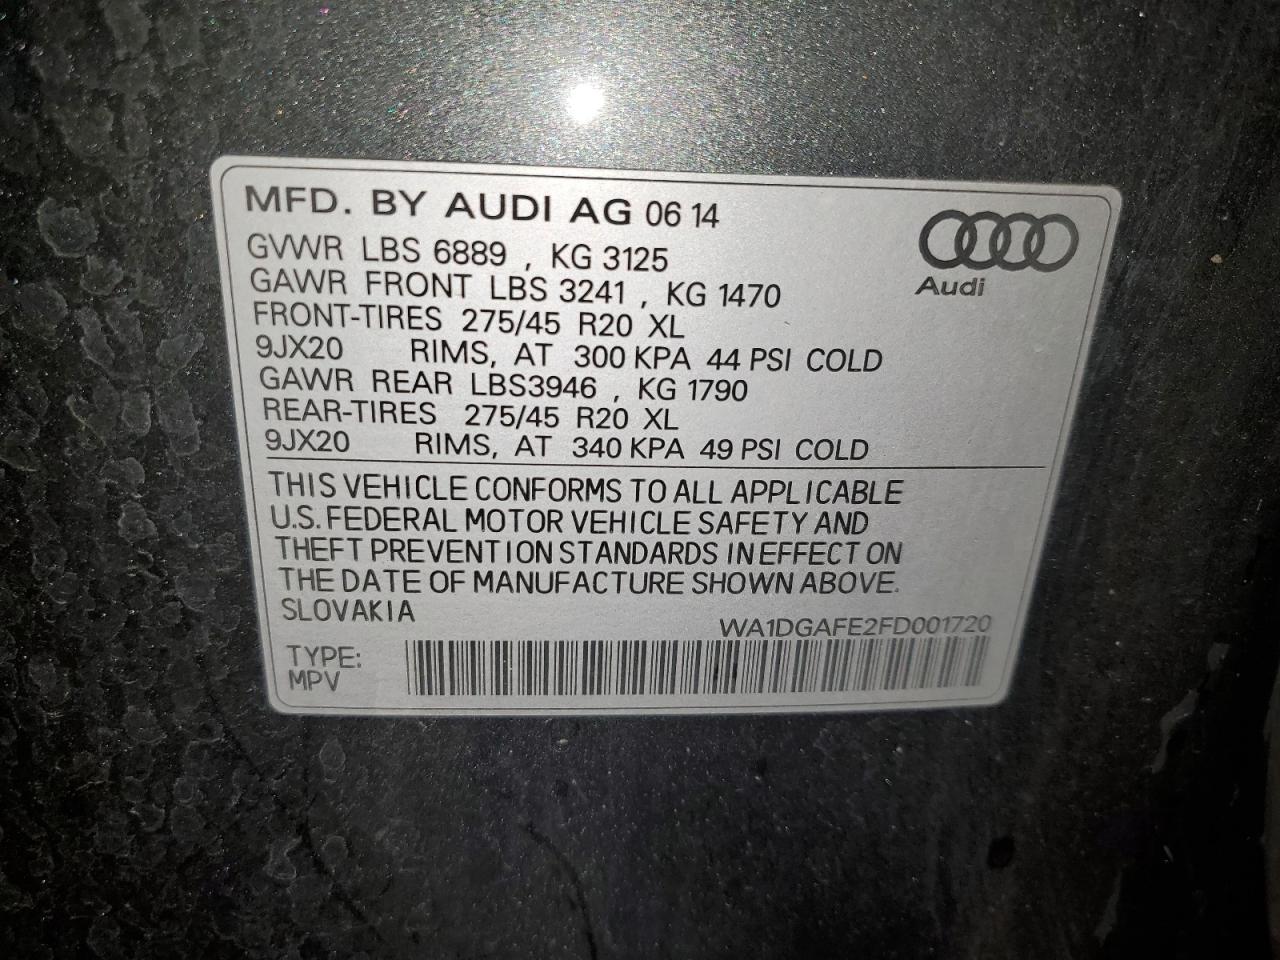 MFD. BY AUDI AG 06 14
GVWR LBS 6889 , KG 3125
GAWR FRONT LBS 3241 , KG 1470
FRONT-TIRES 275/45 R20 XL
9JX20 RIMS, AT 300 KPA 44 PSI COLD
GAWR REAR LBS3946 , KG 1790
REAR-TIRES 275/45 R20 XL
9JX20 RIMS, AT 340 KPA 49 PSI COLD
Audi
THIS VEHICLE CONFORMS TO ALL APPLICABLE
U.S. FEDERAL MOTOR VEHICLE SAFETY AND
THEFT PREVENTION STANDARDS IN EFFECT ON
THE DATE OF MANUFACTURE SHOWN ABOVE.
SLOVAKIA
WA1DGAFE2FD001720
TYPE:
MPV